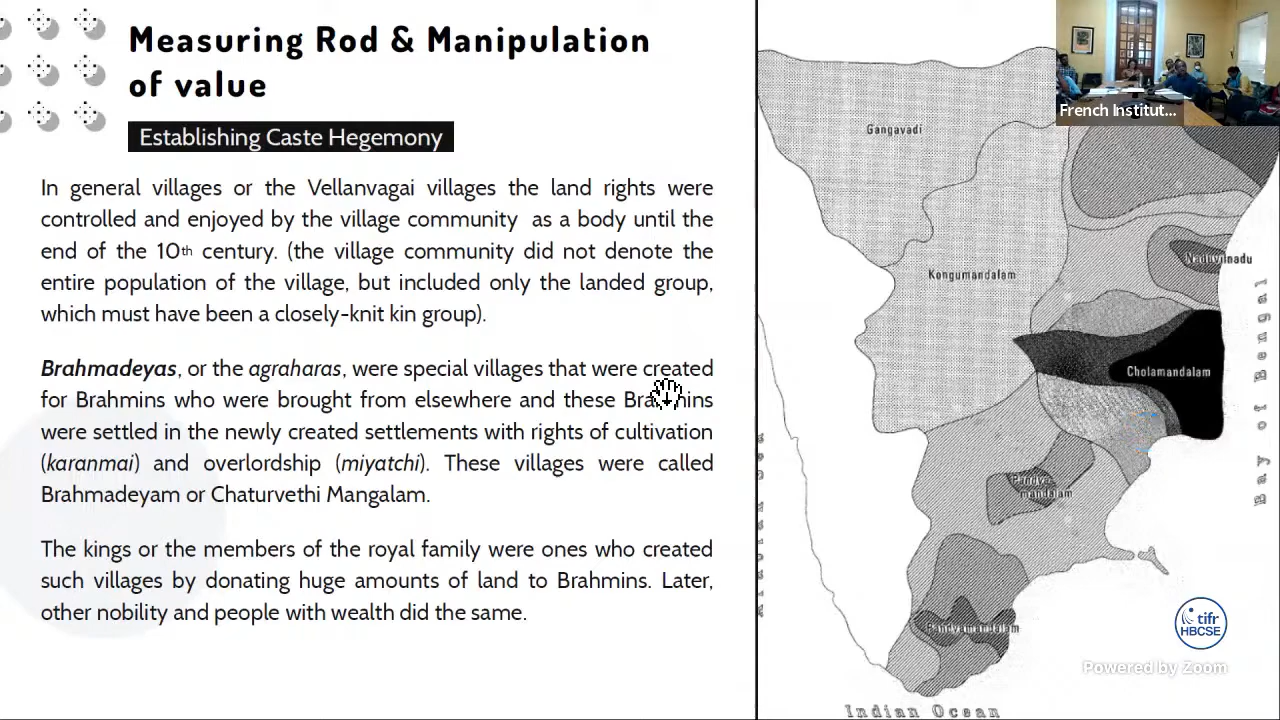 Measuring Rod & Manipulation
of value
Establishing Caste Hegemony
In general villages or the Vellanvagai villages the land rights were
controlled and enjoyed by the village community as a body until the
end of the 10th century. (the village community did not denote the
entire population of the village, but included only the landed group,
which must have been a closely-knit kin group).
Brahmadeyas, or the agraharas, were special villages that were created
for Brahmins who were brought from elsewhere and these Brahmins
were settled in the newly created settlements with rights of cultivation
(karanmai) and overlordship (miyatchi). These villages were called
Brahmadeyam or Chaturvethi Mangalam.
The kings or the members of the royal family were ones who created
such villages by donating huge amounts of land to Brahmins. Later,
other nobility and people with wealth did the same.
French Institut...
Gangavadi
Naduvilnadu
Kongumandalam
Cholamandalam
Bay of Bengal
Pandya-
mandalam
Pandyamandalam
Indian Ocean
tifr
HBCSE
Powered by Zoom